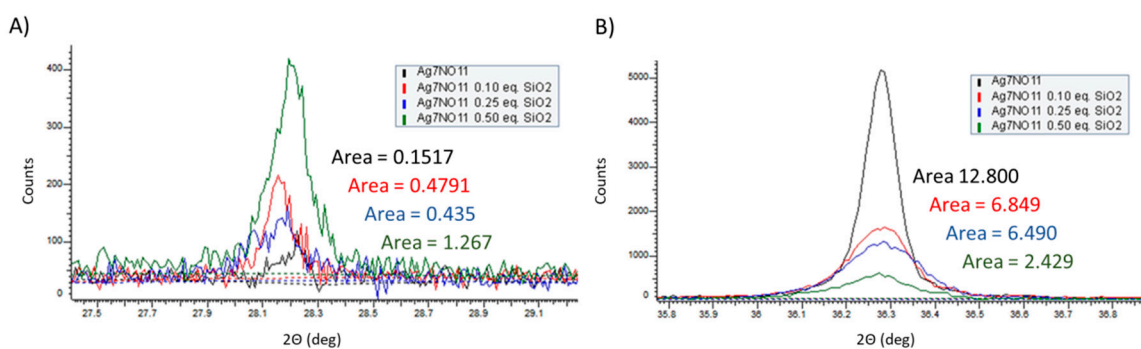 A)
Counts
400
300
200
100
0
27.5
27.7
27.9
28.1
28.3
28.5
28.7
28.9
29.1
2Θ (deg)
Ag7NO11
Ag7NO11 0.10 eq. SiO2
Ag7NO11 0.25 eq. SiO2
Ag7NO11 0.50 eq. SiO2
Area = 0.1517
Area = 0.4791
Area = 0.435
Area = 1.267
B)
Counts
5000
4000
3000
2000
1000
0
35.8
35.9
36.1
36.2
36.3
36.4
36.5
36.6
36.8
2Θ (deg)
Ag7NO11
Ag7NO11 0.10 eq. SiO2
Ag7NO11 0.25 eq. SiO2
Ag7NO11 0.50 eq. SiO2
Area 12.800
Area = 6.849
Area = 6.490
Area = 2.429